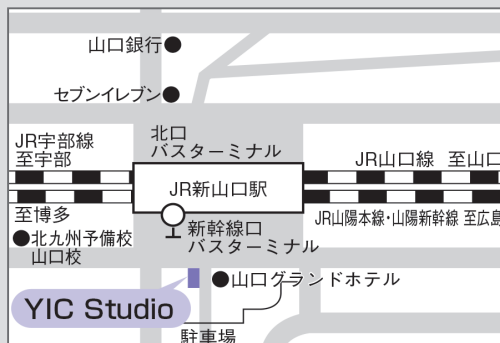 山口銀行
セブンイレブン
北口
バスターミナル
JR宇部線
至宇部
JR山口線 至山口
JR新山口駅
至博多
JR山陽本線・山陽新幹線 至広島
新幹線口
バスターミナル
北九州予備校
山口校
山口グランドホテル
YIC Studio
駐車場